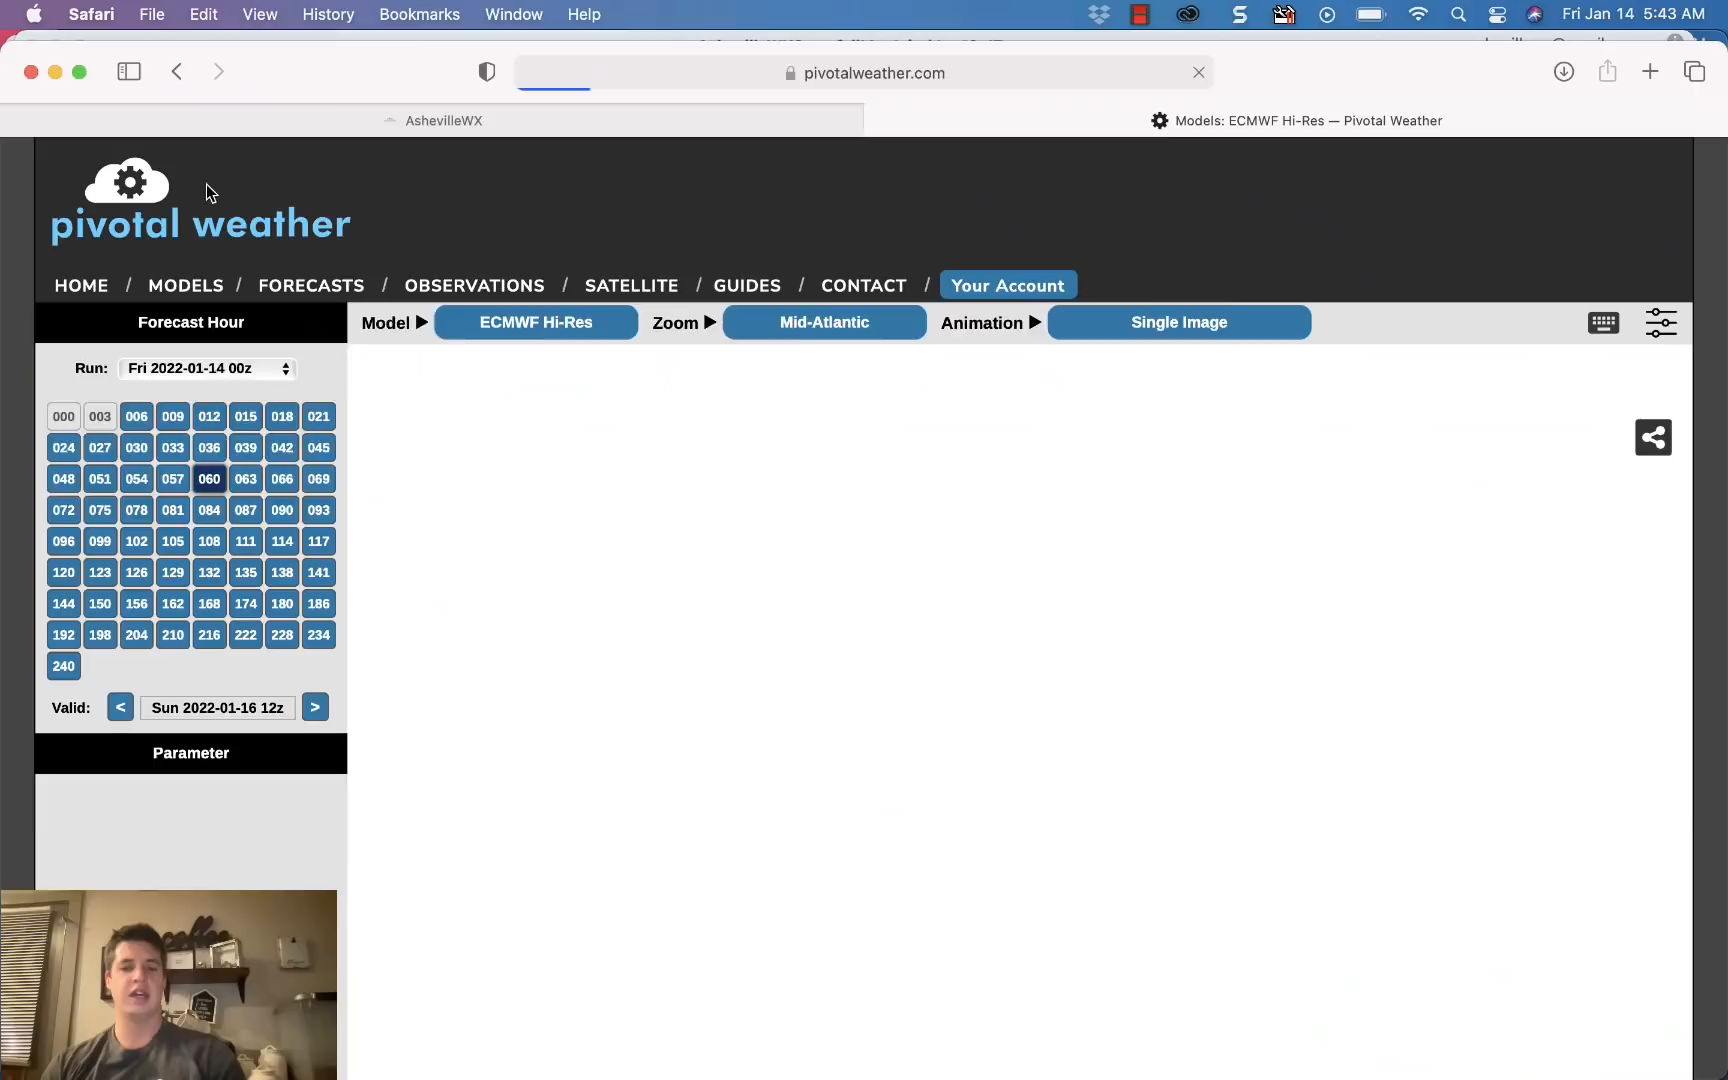 Safari File Edit View History Bookmarks Window Help Fri Jan 14 5:43 AM
pivotalweather.com
AshevilleWX Models: ECMWF Hi-Res — Pivotal Weather
pivotal weather
HOME / MODELS / FORECASTS / OBSERVATIONS / SATELLITE / GUIDES / CONTACT / Your Account
Forecast Hour Model ECMWF Hi-Res Zoom Mid-Atlantic Animation Single Image
Run: Fri 2022-01-14 00z
000 003 006 009 012 015 018 021
024 027 030 033 036 039 042 045
048 051 054 057 060 063 066 069
072 075 078 081 084 087 090 093
096 099 102 105 108 111 114 117
120 123 126 129 132 135 138 141
144 150 156 162 168 174 180 186
192 198 204 210 216 222 228 234
240
Valid: < Sun 2022-01-16 12z >
Parameter